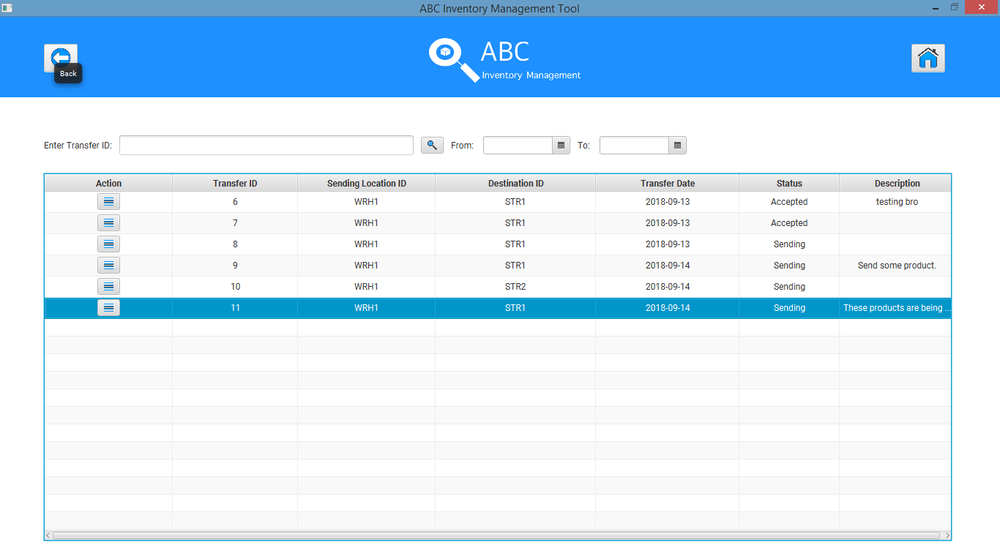 ABC Inventory Management Tool
ABC
Inventory Management
Back
Enter Transfer ID: From: To:
Action Transfer ID Sending Location ID Destination ID Transfer Date Status Description
6 WRH1 STR1 2018-09-13 Accepted testing bro
7 WRH1 STR1 2018-09-13 Accepted
8 WRH1 STR1 2018-09-13 Sending
9 WRH1 STR1 2018-09-14 Sending Send some product.
10 WRH1 STR2 2018-09-14 Sending
11 WRH1 STR1 2018-09-14 Sending These products are being ...